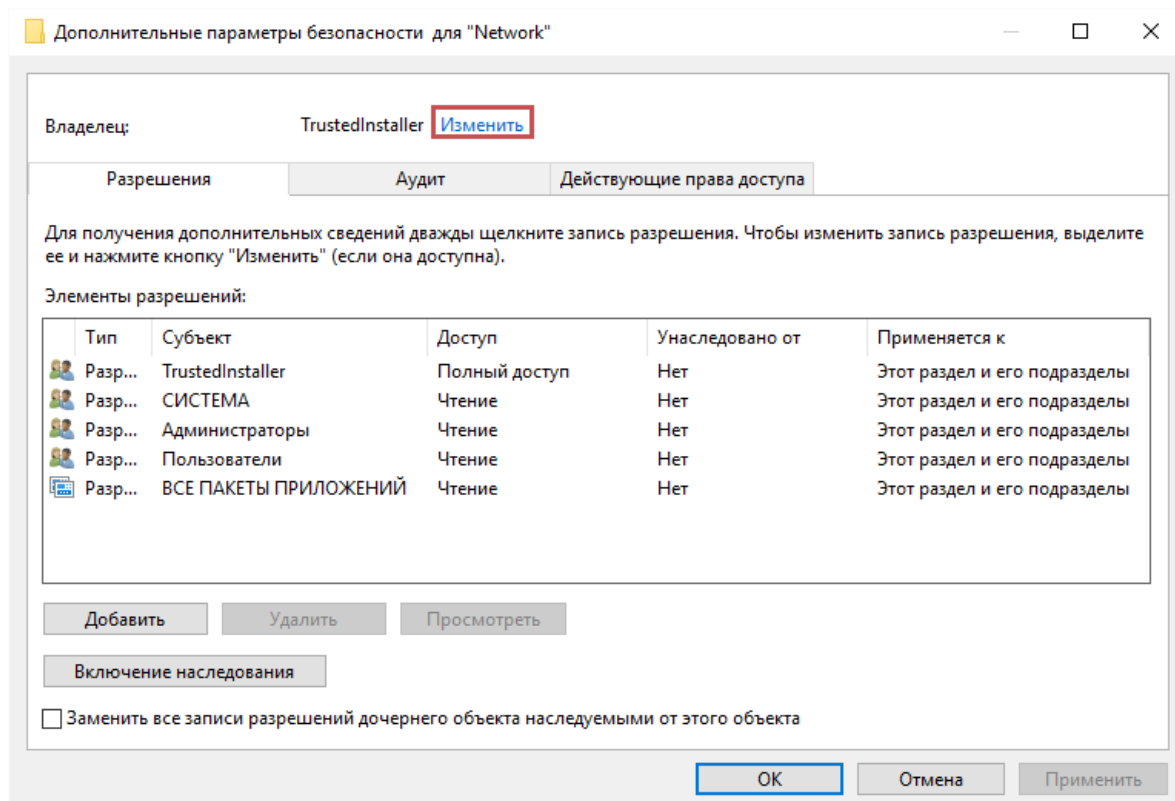 Дополнительные параметры безопасности для "Network"
Владелец: TrustedInstaller Изменить
Разрешения Аудит Действующие права доступа
Для получения дополнительных сведений дважды щелкните запись разрешения. Чтобы изменить запись разрешения, выделите
ее и нажмите кнопку "Изменить" (если она доступна).
Элементы разрешений:
Тип Субъект Доступ Унаследовано от Применяется к
Разр... TrustedInstaller Полный доступ Нет Этот раздел и его подразделы
Разр... СИСТЕМА Чтение Нет Этот раздел и его подразделы
Разр... Администраторы Чтение Нет Этот раздел и его подразделы
Разр... Пользователи Чтение Нет Этот раздел и его подразделы
Разр... ВСЕ ПАКЕТЫ ПРИЛОЖЕНИЙ Чтение Нет Этот раздел и его подразделы
Добавить Удалить Просмотреть
Включение наследования
Заменить все записи разрешений дочернего объекта наследуемыми от этого объекта
ОК Отмена Применить